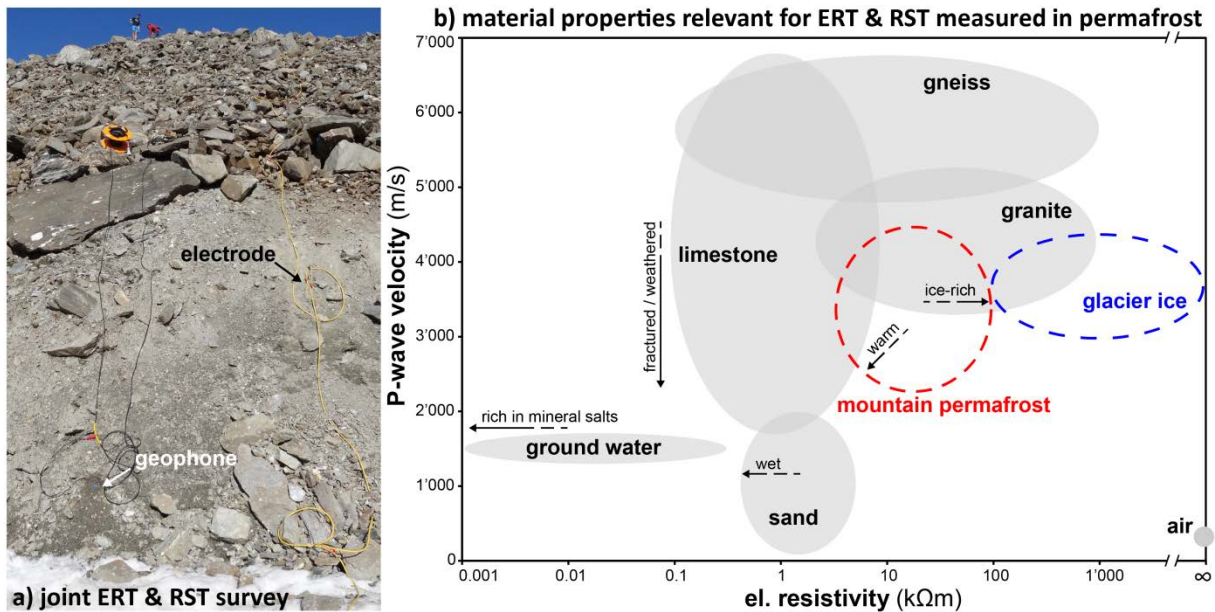 electrode
geophone
a) joint ERT & RST survey
b) material properties relevant for ERT & RST measured in permafrost
P-wave velocity (m/s)
7'000
6'000
5'000
4'000
3'000
2'000
1'000
0
gneiss
granite
limestone
fractured / weathered
ice-rich
glacier ice
warm
mountain permafrost
rich in mineral salts
ground water
wet
sand
air
0.001
0.01
0.1
1
10
100
1'000
∞
el. resistivity (kΩm)